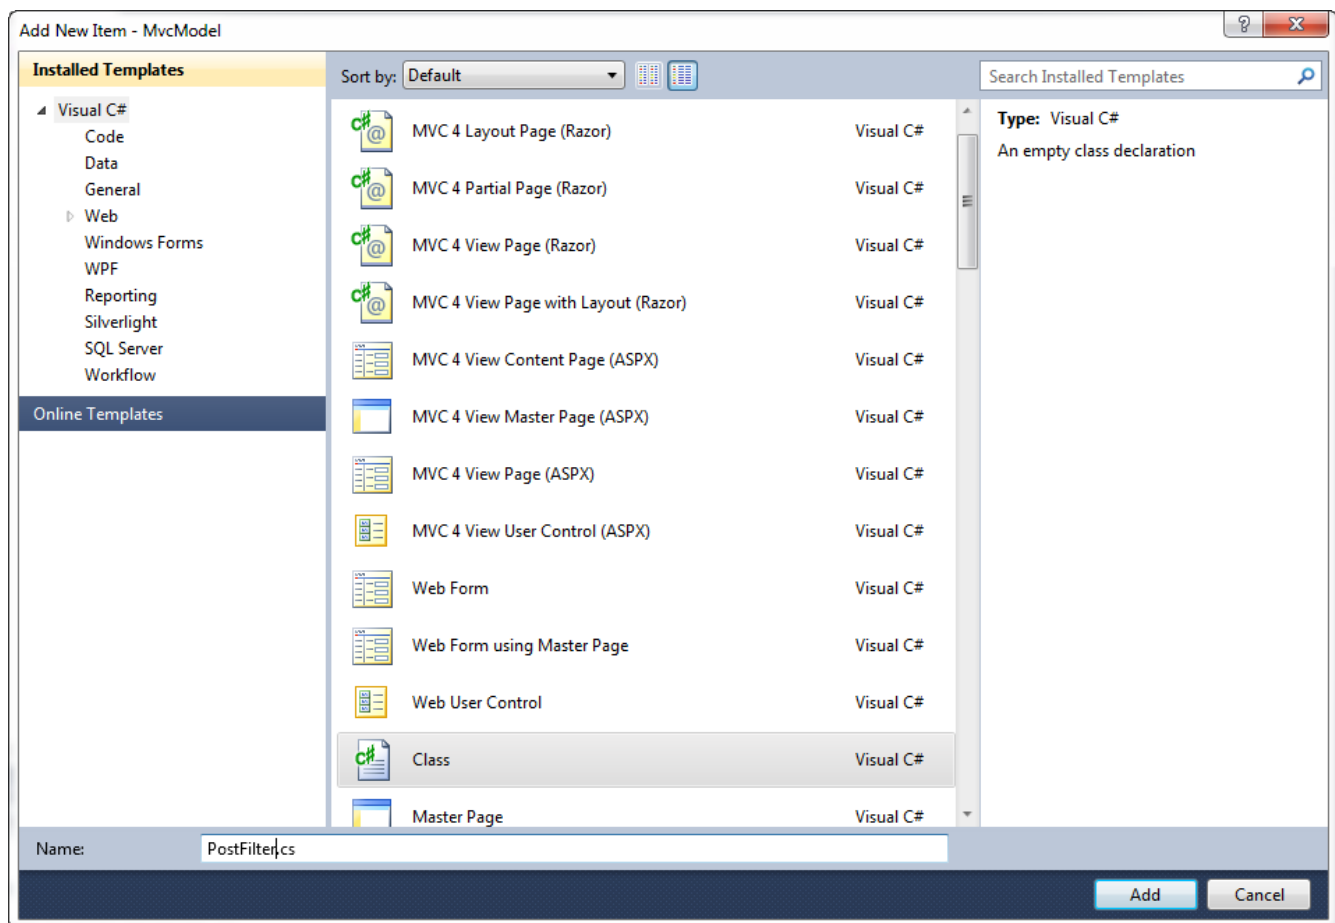 Add New Item - MvcModel
Installed Templates
Sort by: Default
Search Installed Templates
Visual C#
Code
Data
General
Web
Windows Forms
WPF
Reporting
Silverlight
SQL Server
Workflow
Online Templates
MVC 4 Layout Page (Razor) Visual C#
MVC 4 Partial Page (Razor) Visual C#
MVC 4 View Page (Razor) Visual C#
MVC 4 View Page with Layout (Razor) Visual C#
MVC 4 View Content Page (ASPX) Visual C#
MVC 4 View Master Page (ASPX) Visual C#
MVC 4 View Page (ASPX) Visual C#
MVC 4 View User Control (ASPX) Visual C#
Web Form Visual C#
Web Form using Master Page Visual C#
Web User Control Visual C#
Class Visual C#
Master Page Visual C#
Type: Visual C#
An empty class declaration
Name: PostFilter.cs
Add Cancel